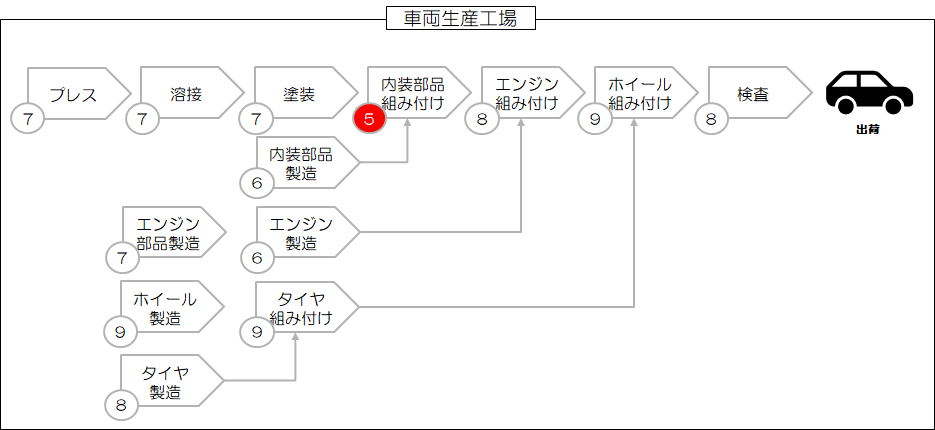 車両生産工場
プレス
7
溶接
7
塗装
7
内装部品
組み付け
5
エンジン
組み付け
8
ホイール
組み付け
9
検査
8
出荷
内装部品
製造
6
エンジン
部品製造
7
エンジン
製造
6
ホイール
製造
9
タイヤ
組み付け
9
タイヤ
製造
8